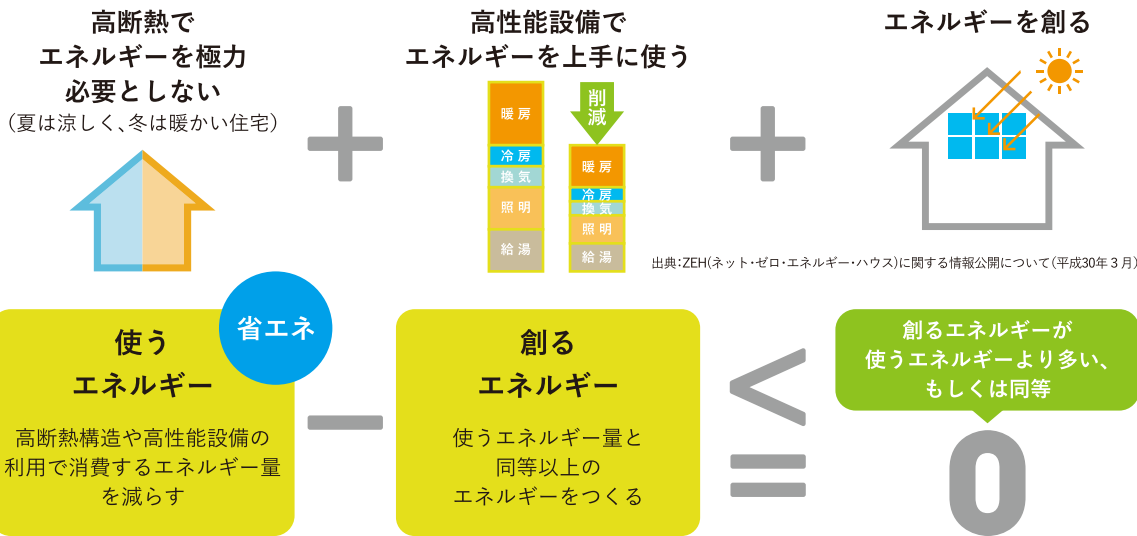 高断熱で
エネルギーを極力
必要としない
（夏は涼しく、冬は暖かい住宅）
＋
高性能設備で
エネルギーを上手に使う
暖房
冷房
換気
照明
給湯
削減
暖房
冷房
換気
照明
給湯
＋
エネルギーを創る
出典：ZEH（ネット・ゼロ・エネルギー・ハウス）に関する情報公開について（平成30年３月）
使う
エネルギー
省エネ
高断熱構造や高性能設備の
利用で消費するエネルギー量
を減らす
−
創る
エネルギー
使うエネルギー量と
同等以上の
エネルギーをつくる
＜
＝
創るエネルギーが
使うエネルギーより多い、
もしくは同等
0